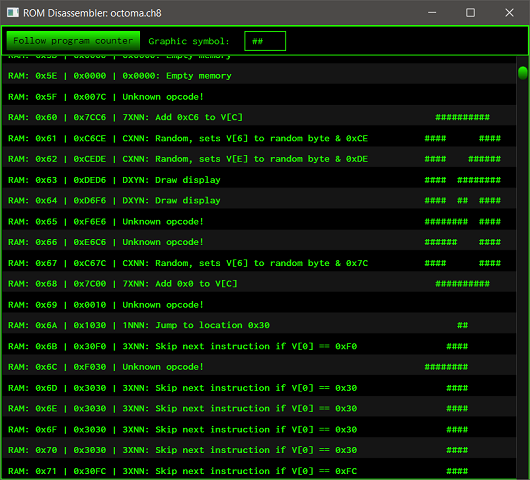 ROM Disassembler: octoma.ch8
Follow program counter Graphic symbol: ##
RAM: 0x5E | 0x0000 | 0x0000: Empty memory
RAM: 0x5F | 0x007C | Unknown opcode!
RAM: 0x60 | 0x7CC6 | 7XNN: Add 0xC6 to V[C] ##########
RAM: 0x61 | 0xC6CE | CXNN: Random, sets V[6] to random byte & 0xCE ####      ####
RAM: 0x62 | 0xCEDE | CXNN: Random, sets V[E] to random byte & 0xDE ####    ######
RAM: 0x63 | 0xDED6 | DXYN: Draw display ####  ########
RAM: 0x64 | 0xD6F6 | DXYN: Draw display ####  ##  ####
RAM: 0x65 | 0xF6E6 | Unknown opcode! ########  ####
RAM: 0x66 | 0xE6C6 | Unknown opcode! ######    ####
RAM: 0x67 | 0xC67C | CXNN: Random, sets V[6] to random byte & 0x7C ####      ####
RAM: 0x68 | 0x7C00 | 7XNN: Add 0x0 to V[C] ##########
RAM: 0x69 | 0x0010 | Unknown opcode!
RAM: 0x6A | 0x1030 | 1NNN: Jump to location 0x30 ##
RAM: 0x6B | 0x30F0 | 3XNN: Skip next instruction if V[0] == 0xF0 ####
RAM: 0x6C | 0xF030 | Unknown opcode! ########
RAM: 0x6D | 0x3030 | 3XNN: Skip next instruction if V[0] == 0x30 ####
RAM: 0x6E | 0x3030 | 3XNN: Skip next instruction if V[0] == 0x30 ####
RAM: 0x6F | 0x3030 | 3XNN: Skip next instruction if V[0] == 0x30 ####
RAM: 0x70 | 0x3030 | 3XNN: Skip next instruction if V[0] == 0x30 ####
RAM: 0x71 | 0x30FC | 3XNN: Skip next instruction if V[0] == 0xFC ####